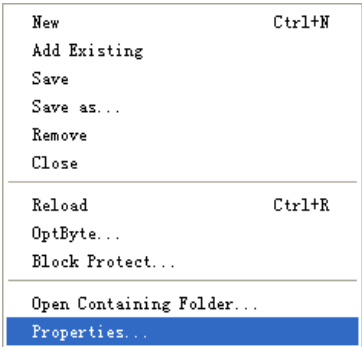 New Ctrl+N
Add Existing
Save
Save as...
Remove
Close
Reload Ctrl+R
OptByte...
Block Protect...
Open Containing Folder...
Properties...